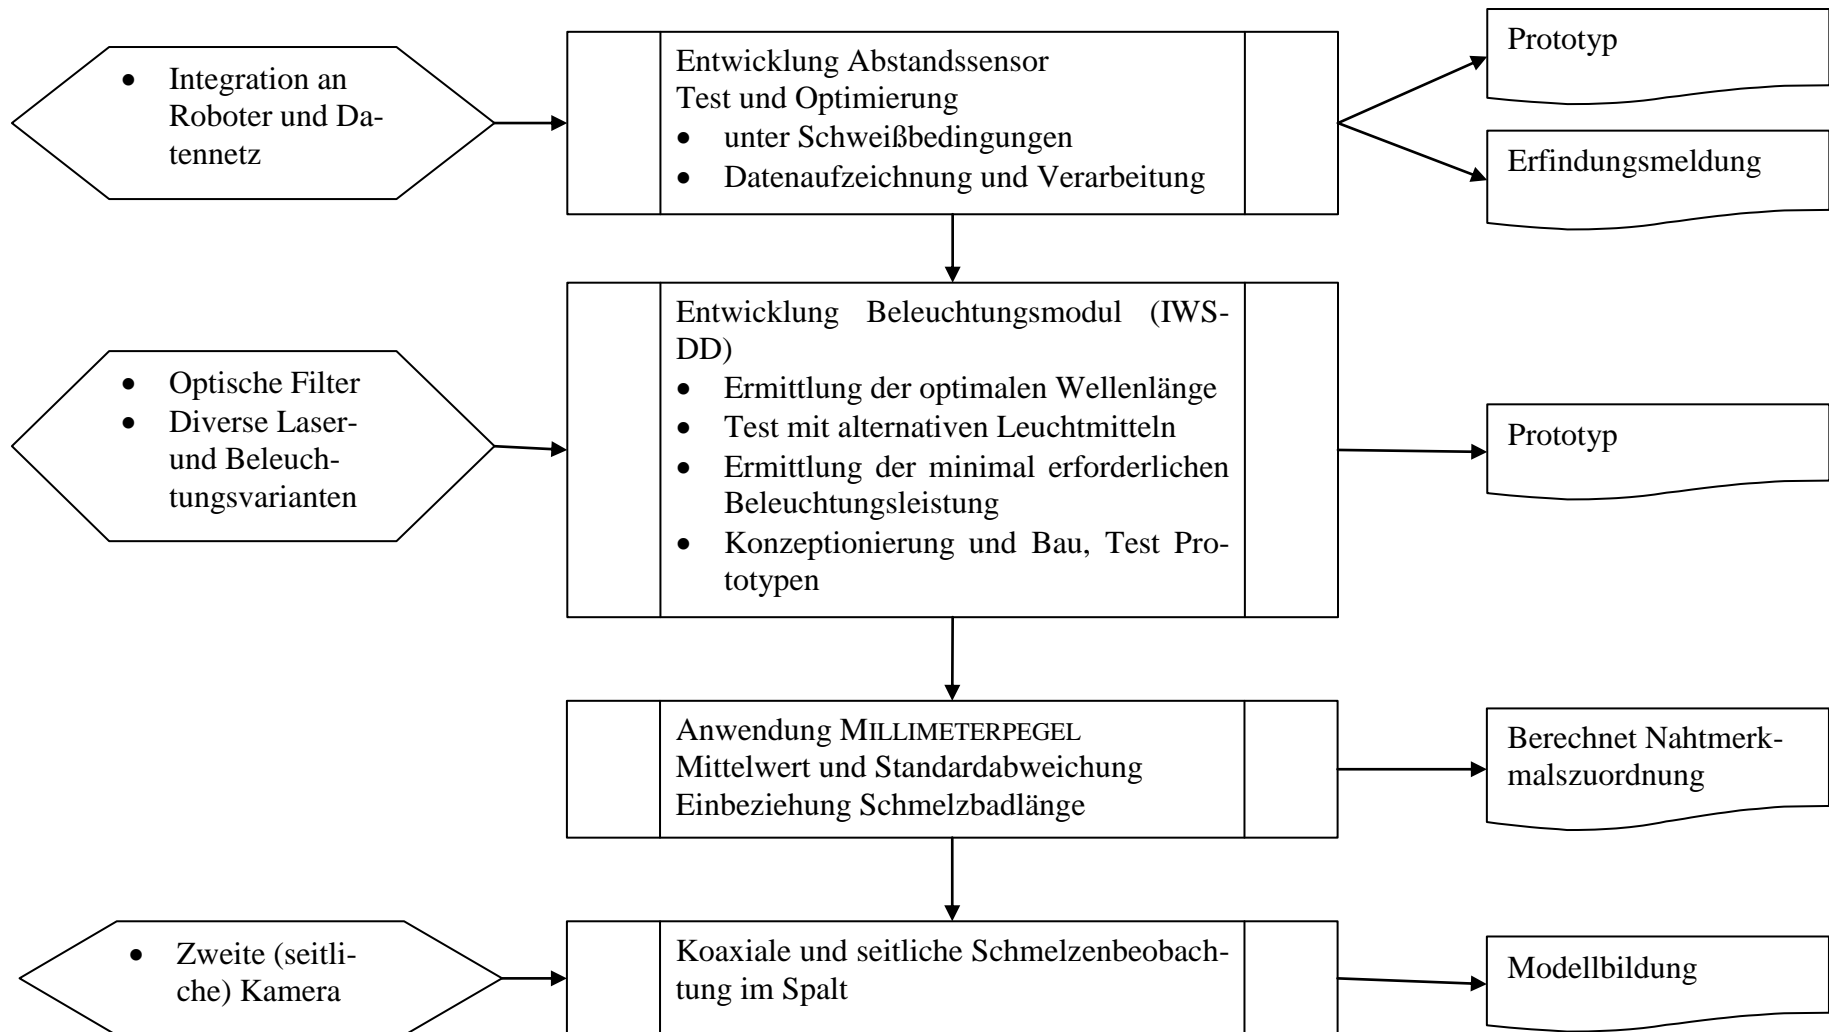 • Integration an
Roboter und Da-
tennetz
Entwicklung Abstandssensor
Test und Optimierung
• unter Schweißbedingungen
• Datenaufzeichnung und Verarbeitung
Prototyp
Erfindungsmeldung
• Optische Filter
• Diverse Laser-
und Beleuch-
tungsvarianten
Entwicklung Beleuchtungsmodul (IWS-
DD)
• Ermittlung der optimalen Wellenlänge
• Test mit alternativen Leuchtmitteln
• Ermittlung der minimal erforderlichen
Beleuchtungsleistung
• Konzeptionierung und Bau, Test Pro-
totypen
Prototyp
Anwendung MILLIMETERPEGEL
Mittelwert und Standardabweichung
Einbeziehung Schmelzbadlänge
Berechnet Nahtmerk-
malszuordnung
• Zweite (seitli-
che) Kamera
Koaxiale und seitliche Schmelzenbeobach-
tung im Spalt
Modellbildung